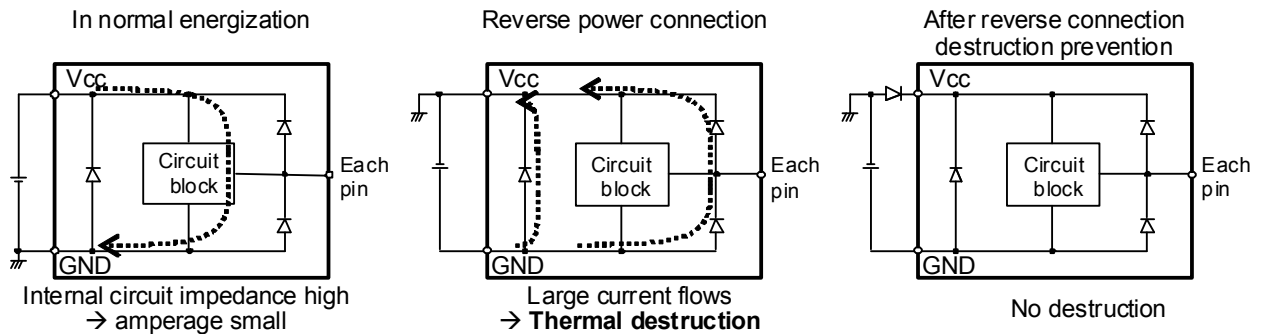 In normal energization
Vcc
Circuit
block
Each
pin
GND
Internal circuit impedance high
→ amperage small
Reverse power connection
Vcc
Circuit
block
Each
pin
GND
Large current flows
→ Thermal destruction
After reverse connection
destruction prevention
Vcc
Circuit
block
Each
pin
GND
No destruction